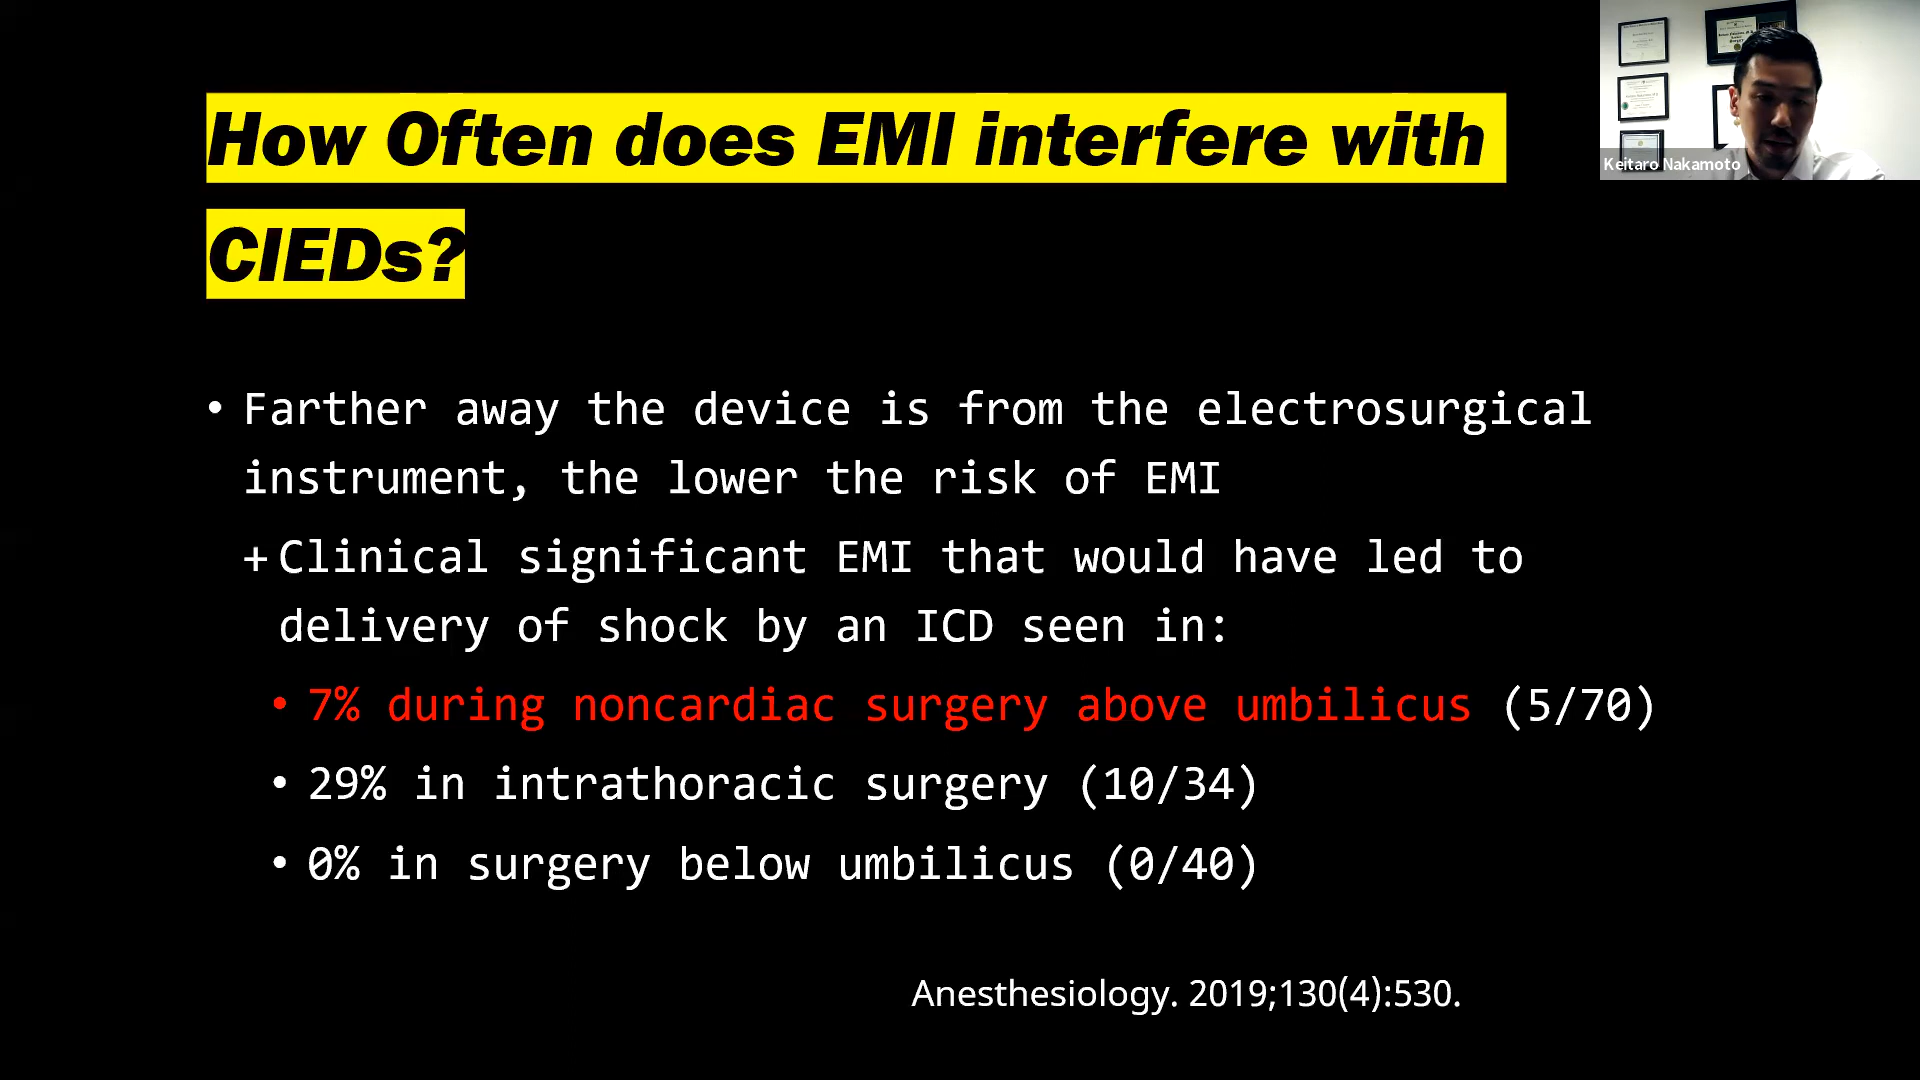 How Often does EMI interfere with
CIEDs?
• Farther away the device is from the electrosurgical
instrument, the lower the risk of EMI
+ Clinical significant EMI that would have led to
delivery of shock by an ICD seen in:
• 7% during noncardiac surgery above umbilicus (5/70)
• 29% in intrathoracic surgery (10/34)
• 0% in surgery below umbilicus (0/40)
Anesthesiology. 2019;130(4):530.
Keitaro Nakamoto